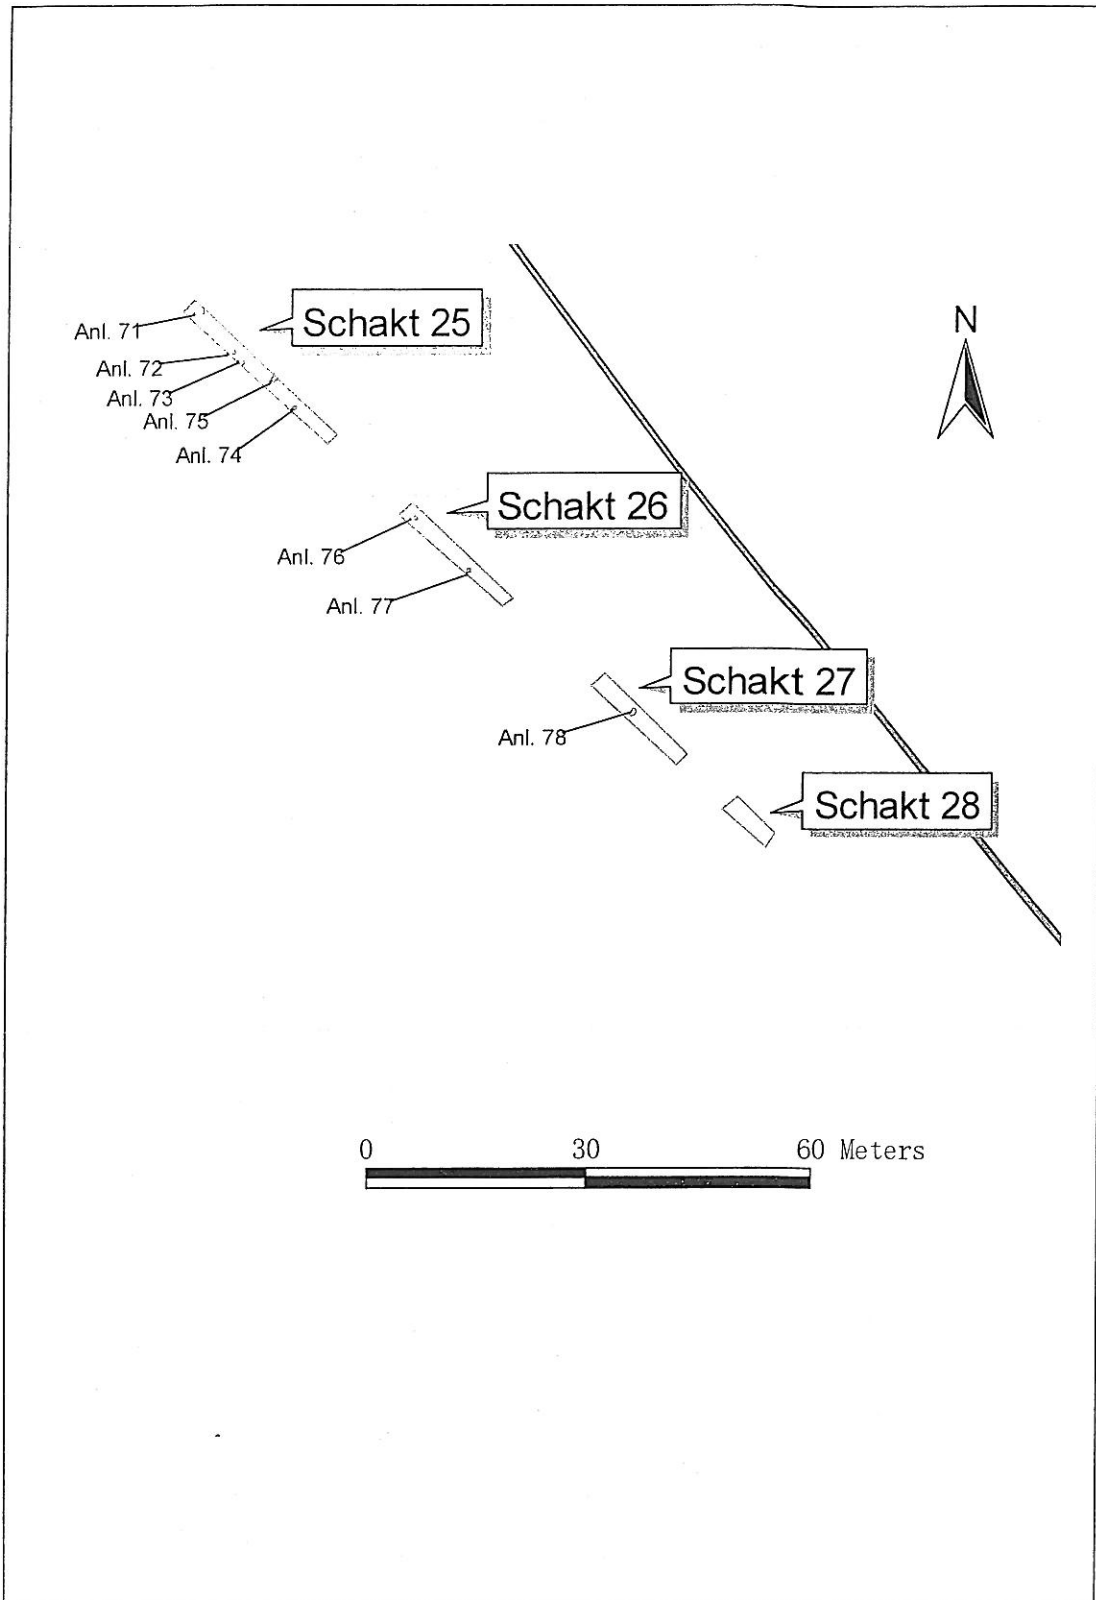 Schakt 25
Anl. 71
Anl. 72
Anl. 73
Anl. 75
Anl. 74
N
Schakt 26
Anl. 76
Anl. 77
Schakt 27
Anl. 78
Schakt 28
0 30 60 Meters